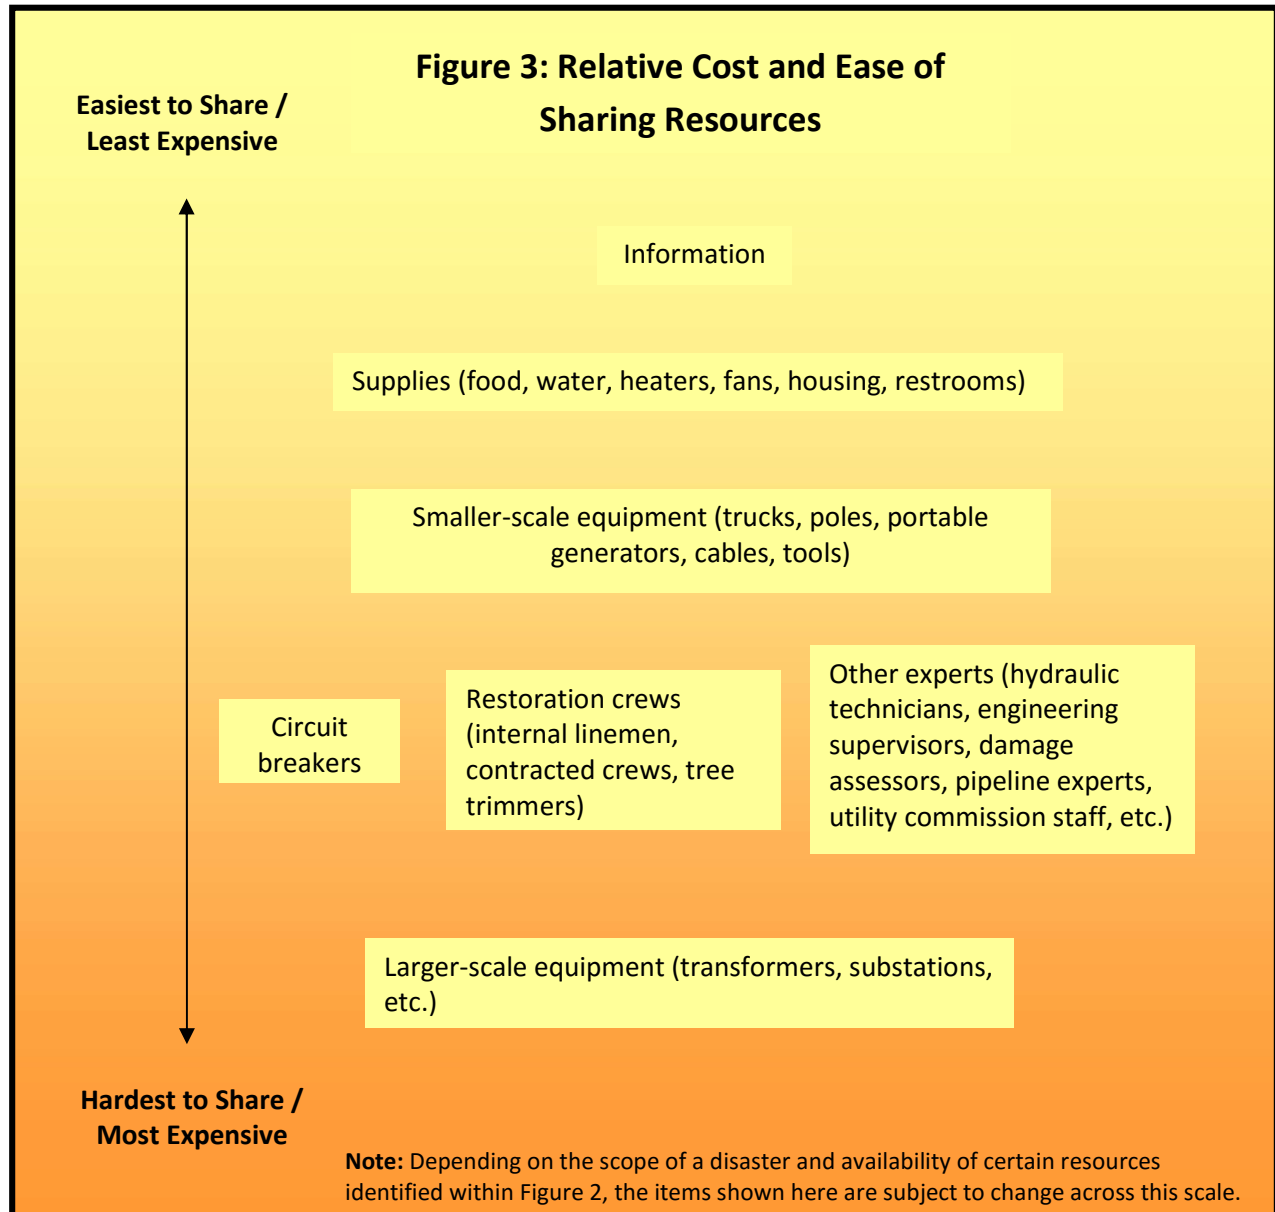 Figure 3: Relative Cost and Ease of
Sharing Resources
Easiest to Share /
Least Expensive
Information
Supplies (food, water, heaters, fans, housing, restrooms)
Smaller-scale equipment (trucks, poles, portable
generators, cables, tools)
Circuit
breakers
Restoration crews
(internal linemen,
contracted crews, tree
trimmers)
Other experts (hydraulic
technicians, engineering
supervisors, damage
assessors, pipeline experts,
utility commission staff, etc.)
Larger-scale equipment (transformers, substations,
etc.)
Hardest to Share /
Most Expensive
Note: Depending on the scope of a disaster and availability of certain resources
identified within Figure 2, the items shown here are subject to change across this scale.